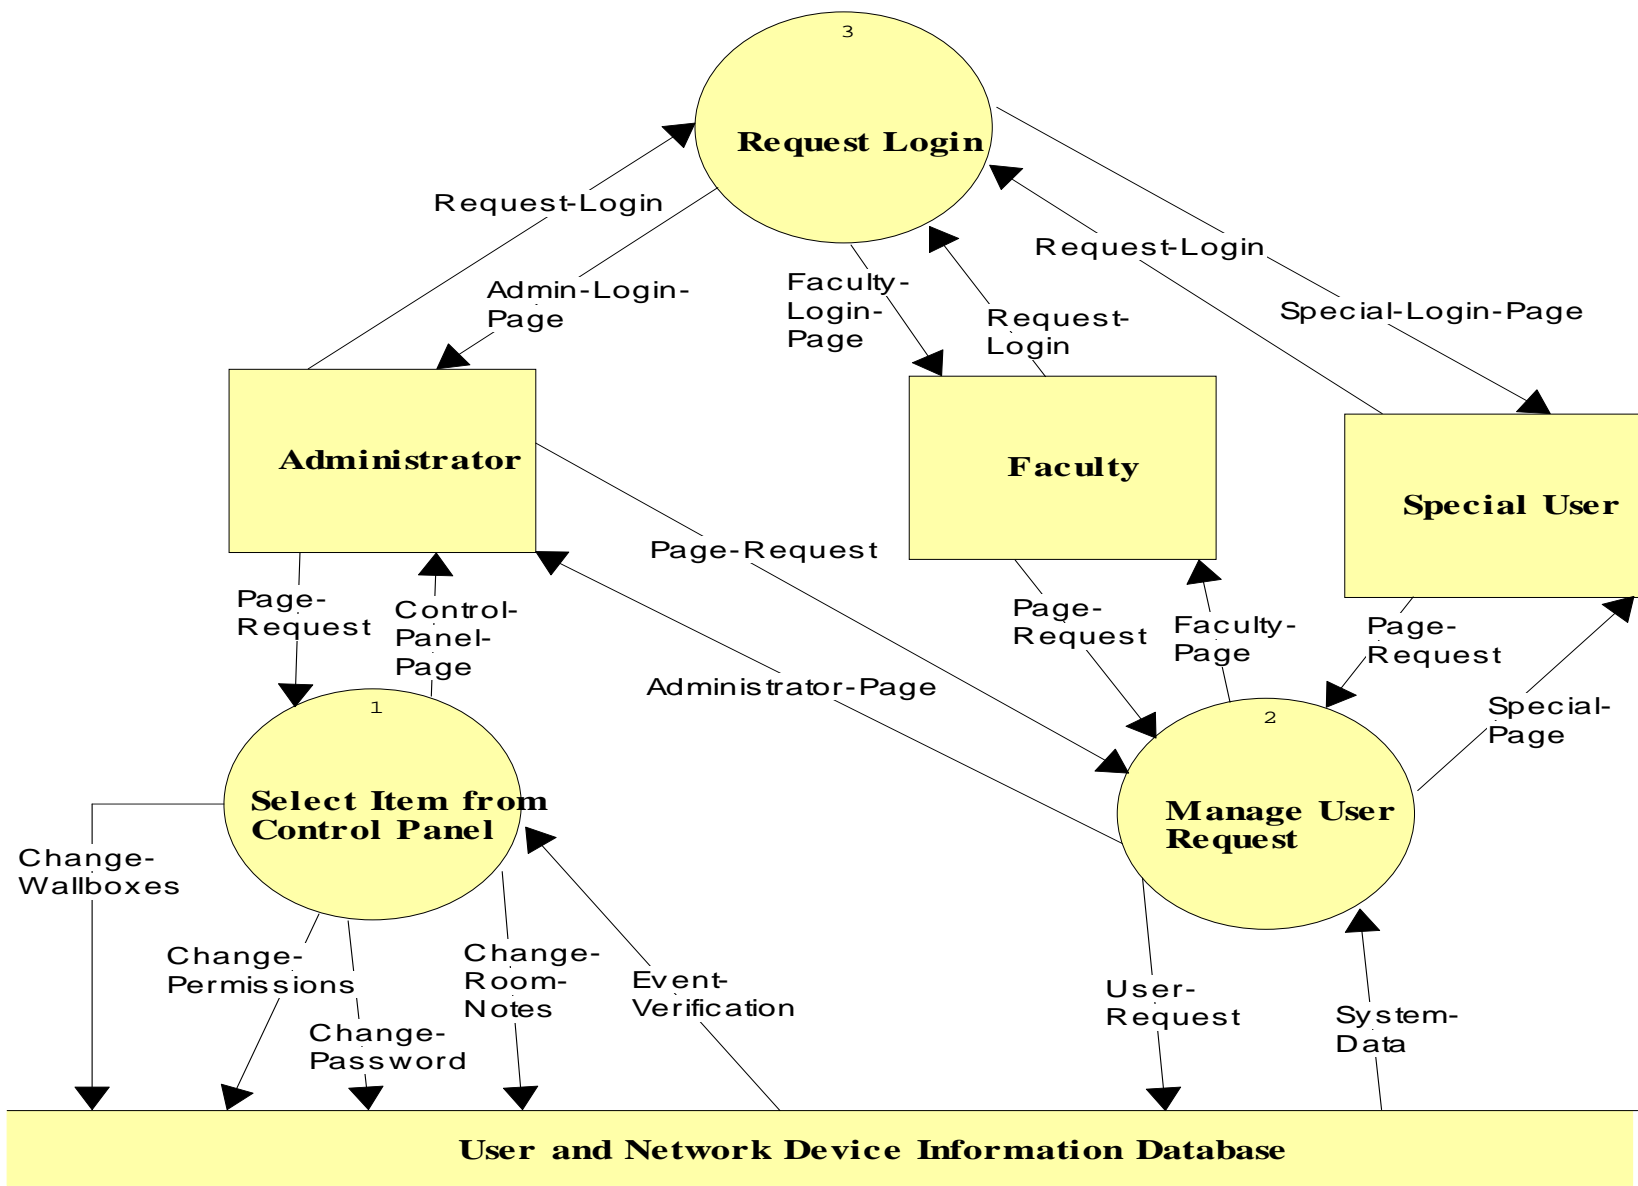 3
Request Login
Request-Login
Admin-Login-
Page
Faculty-
Login-
Page
Request-
Login
Request-Login
Special-Login-Page
Administrator
Faculty
Special User
Page-
Request
Control-
Panel-
Page
Page-Request
Administrator-Page
Page-
Request
Faculty-
Page
Page-
Request
Special-
Page
1
Select Item from
Control Panel
2
Manage User
Request
Change-
Wallboxes
Change-
Permissions
Change-
Password
Change-
Room-
Notes
Event-
Verification
User-
Request
System-
Data
User and Network Device Information Database